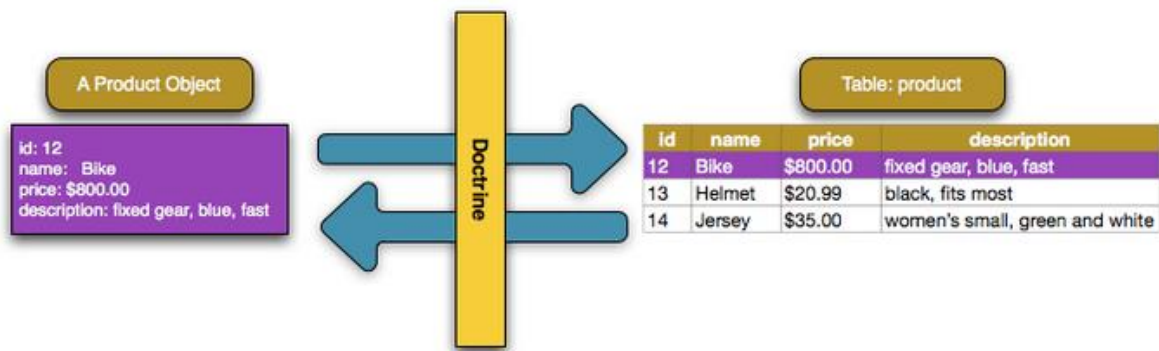 A Product Object
id: 12
name: Bike
price: $800.00
description: fixed gear, blue, fast
Doctrine
Table: product
id name price description
12 Bike $800.00 fixed gear, blue, fast
13 Helmet $20.99 black, fits most
14 Jersey $35.00 women's small, green and white